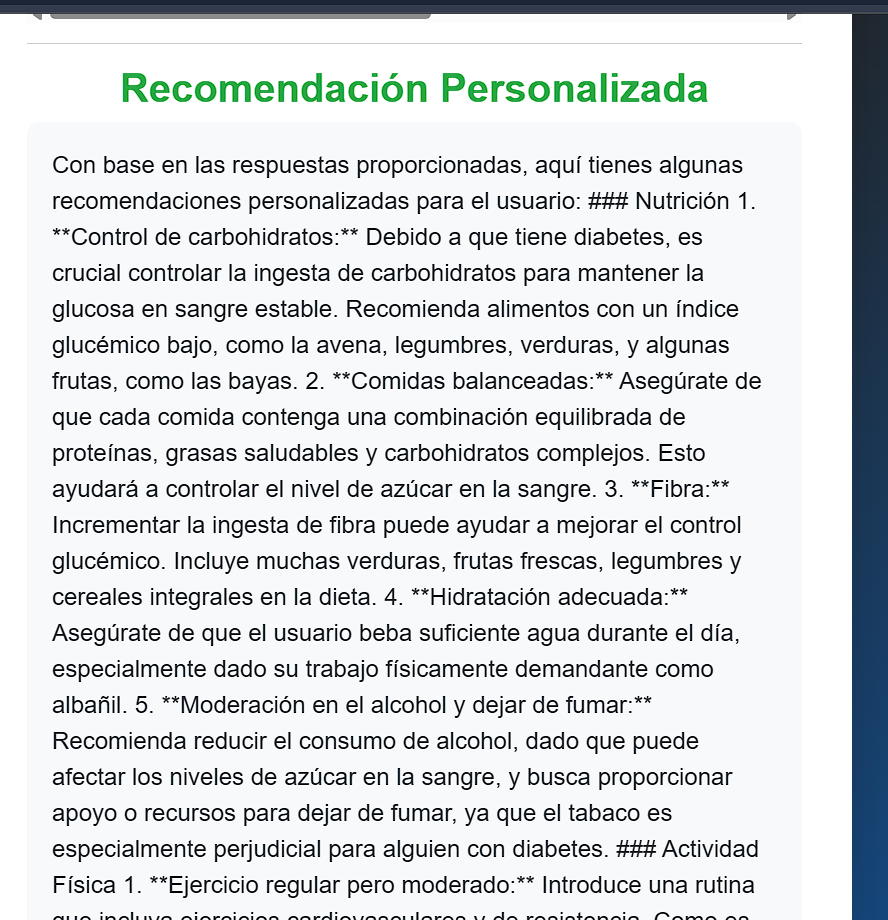 Recomendación Personalizada
Con base en las respuestas proporcionadas, aquí tienes algunas
recomendaciones personalizadas para el usuario: ### Nutrición 1.
**Control de carbohidratos:** Debido a que tiene diabetes, es
crucial controlar la ingesta de carbohidratos para mantener la
glucosa en sangre estable. Recomienda alimentos con un índice
glucémico bajo, como la avena, legumbres, verduras, y algunas
frutas, como las bayas. 2. **Comidas balanceadas:** Asegúrate de
que cada comida contenga una combinación equilibrada de
proteínas, grasas saludables y carbohidratos complejos. Esto
ayudará a controlar el nivel de azúcar en la sangre. 3. **Fibra:**
Incrementar la ingesta de fibra puede ayudar a mejorar el control
glucémico. Incluye muchas verduras, frutas frescas, legumbres y
cereales integrales en la dieta. 4. **Hidratación adecuada:**
Asegúrate de que el usuario beba suficiente agua durante el día,
especialmente dado su trabajo físicamente demandante como
albañil. 5. **Moderación en el alcohol y dejar de fumar:**
Recomienda reducir el consumo de alcohol, dado que puede
afectar los niveles de azúcar en la sangre, y busca proporcionar
apoyo o recursos para dejar de fumar, ya que el tabaco es
especialmente perjudicial para alguien con diabetes. ### Actividad
Física 1. **Ejercicio regular pero moderado:** Introduce una rutina
que incluya ejercicios cardiovasculares y de resistencia. Como es